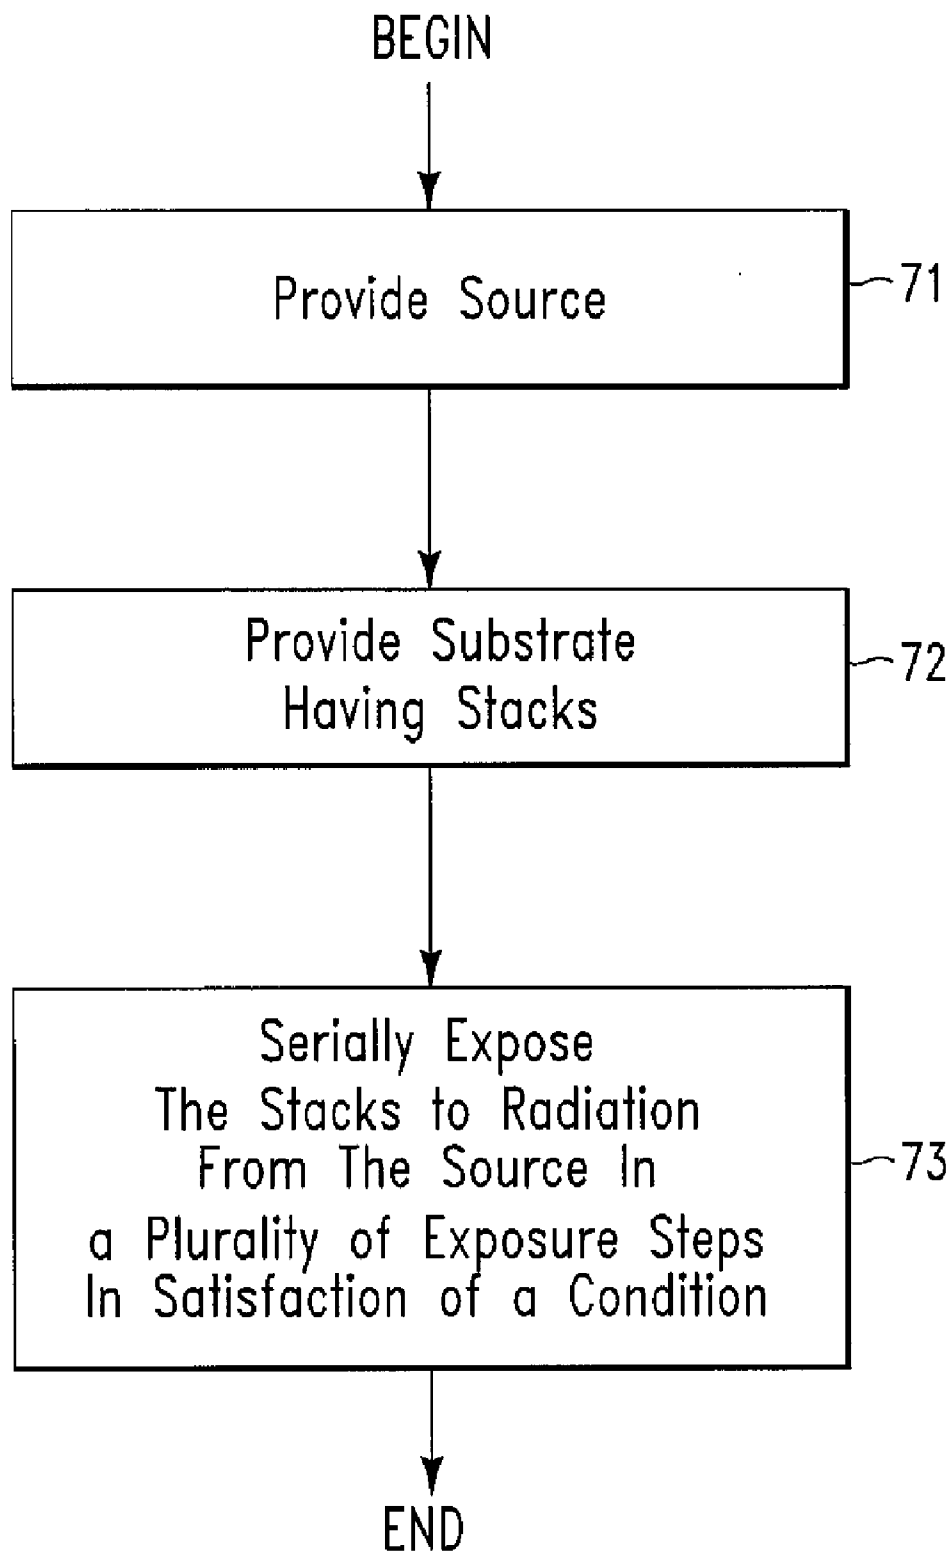 BEGIN
Provide Source
71
Provide Substrate
Having Stacks
72
Serially Expose
The Stacks to Radiation
From The Source In
a Plurality of Exposure Steps
In Satisfaction of a Condition
73
END